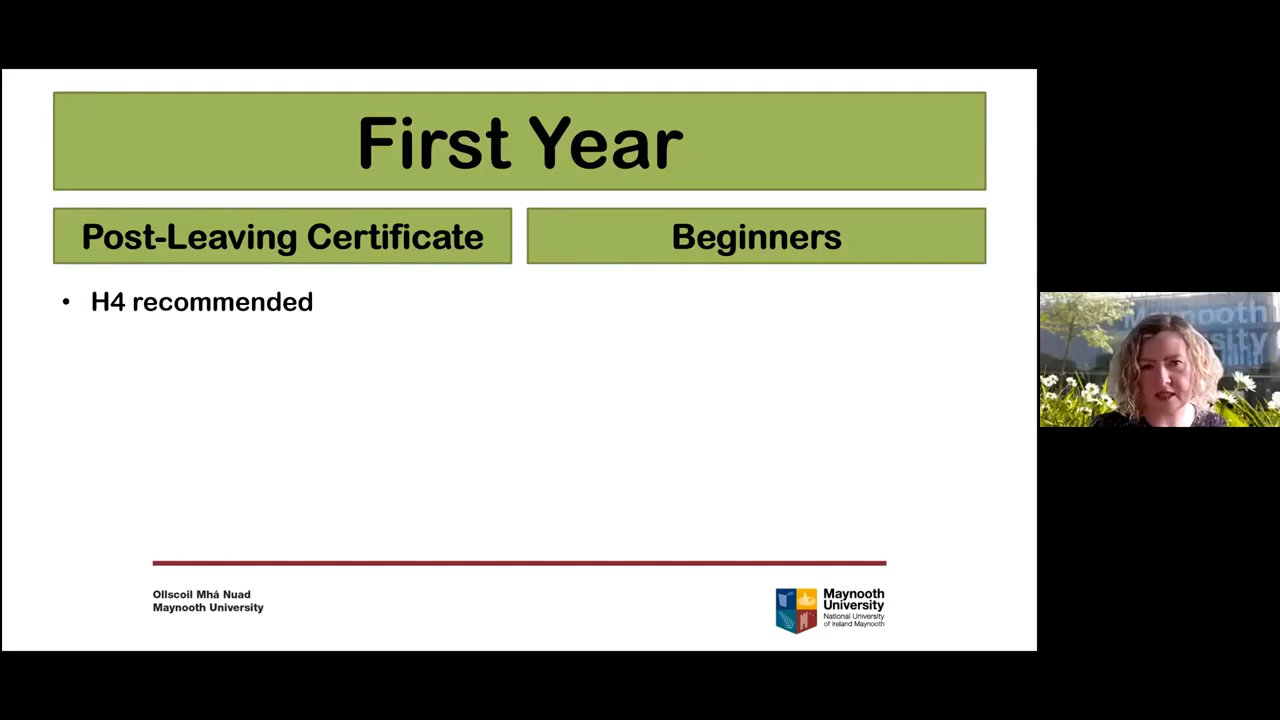 First Year
Post-Leaving Certificate
Beginners
• H4 recommended
Ollscoil Mhá Nuad
Maynooth University
Maynooth
University
National University
of Ireland Maynooth
Maynooth